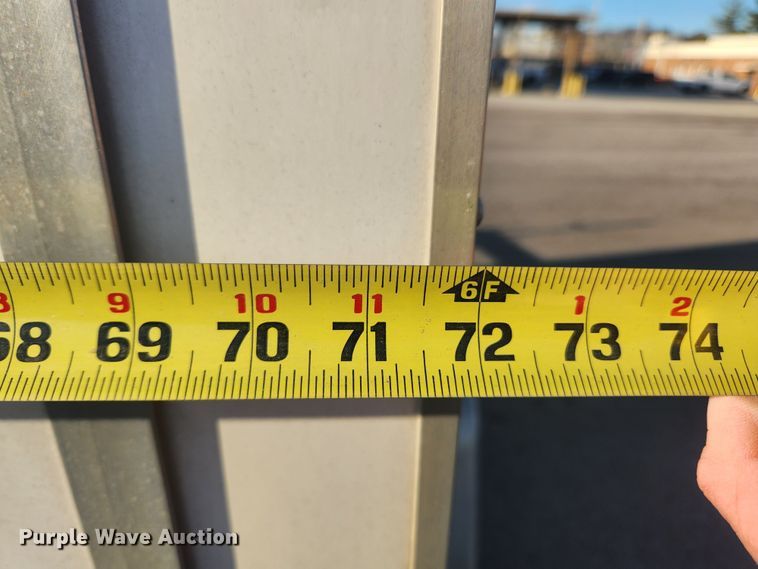 8 9 10 11 6F 1 2
68 69 70 71 72 73 74
Purple Wave Auction